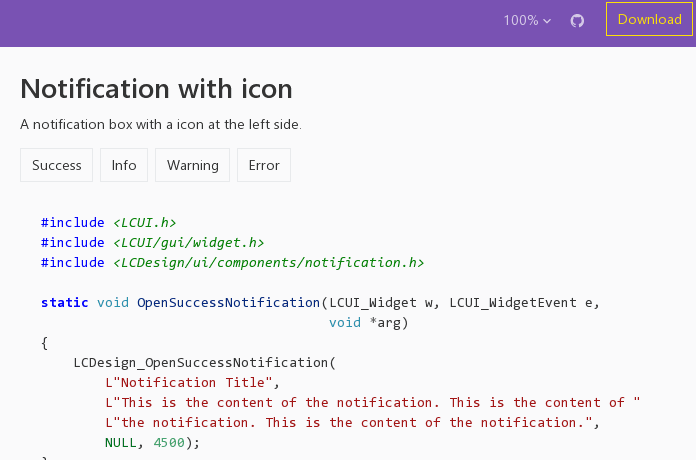 100% Download
Notification with icon
A notification box with a icon at the left side.
Success Info Warning Error
#include <LCUI.h>
#include <LCUI/gui/widget.h>
#include <LCDesign/ui/components/notification.h>
static void OpenSuccessNotification(LCUI_Widget w, LCUI_WidgetEvent e,
void *arg)
{
LCDesign_OpenSuccessNotification(
L"Notification Title",
L"This is the content of the notification. This is the content of "
L"the notification. This is the content of the notification.",
NULL, 4500);